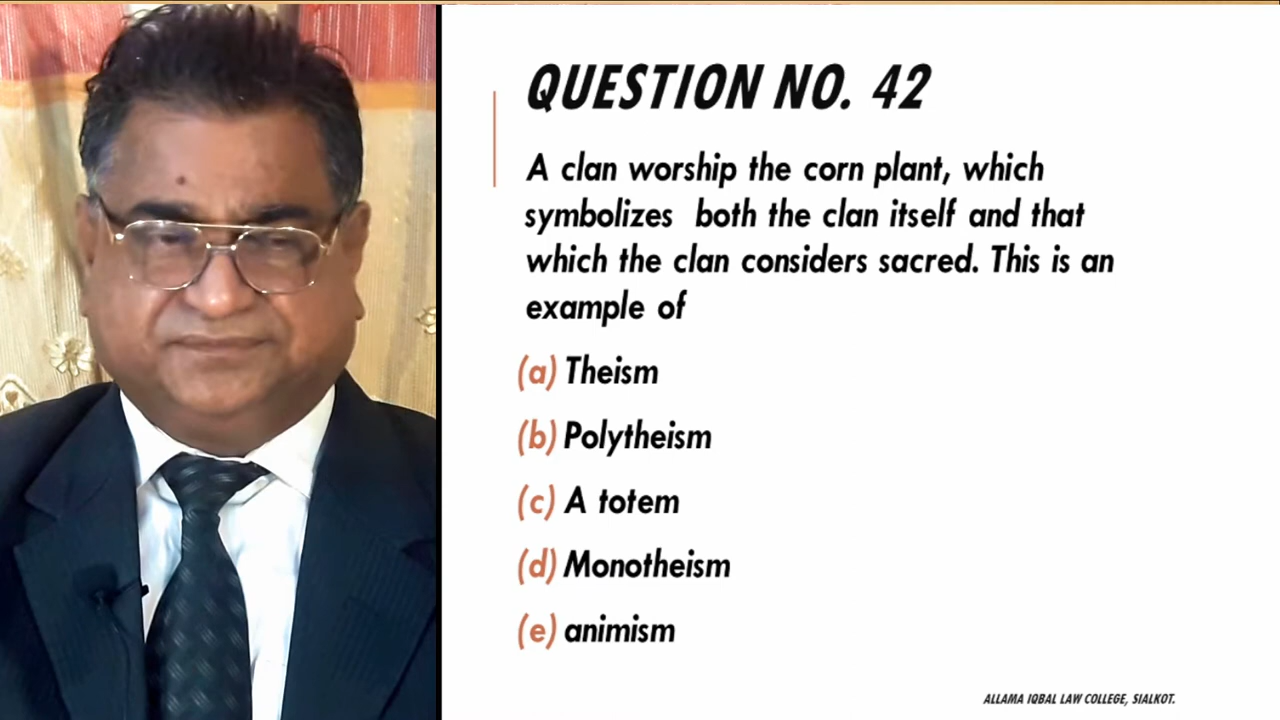 QUESTION NO. 42
A clan worship the corn plant, which
symbolizes both the clan itself and that
which the clan considers sacred. This is an
example of
(a) Theism
(b) Polytheism
(c) A totem
(d) Monotheism
(e) animism
ALLAMA IQBAL LAW COLLEGE, SIALKOT.